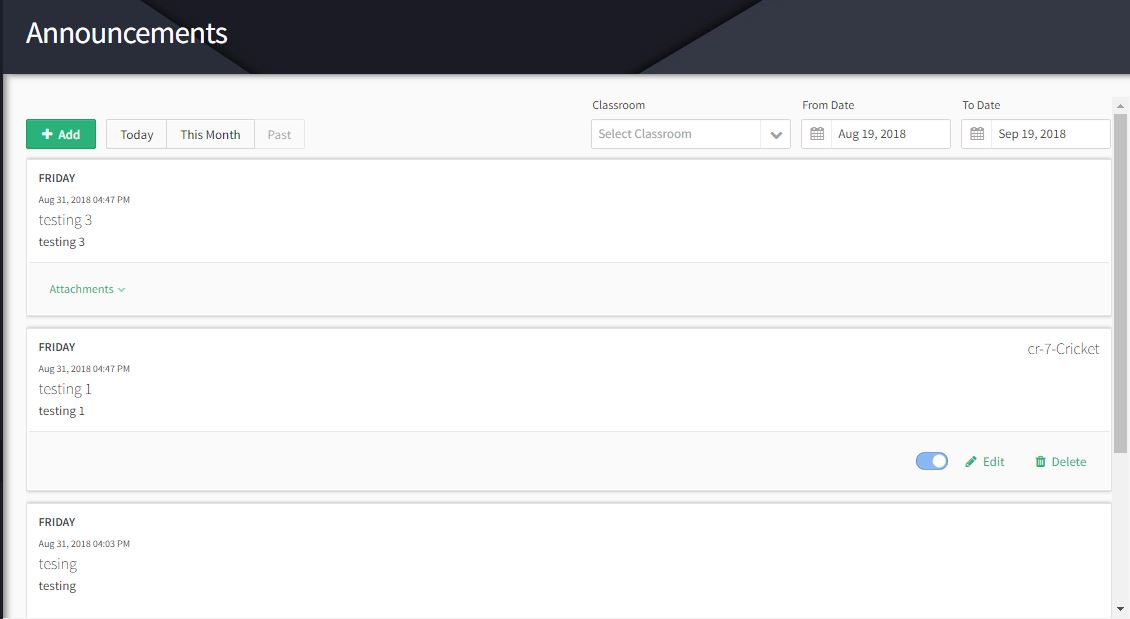 Announcements
Classroom
From Date
To Date
Add
Today
This Month
Past
Select Classroom
Aug 19, 2018
Sep 19, 2018
FRIDAY
Aug 31, 2018 04:47 PM
testing 3
testing 3
Attachments
FRIDAY
cr-7-Cricket
Aug 31, 2018 04:47 PM
testing 1
testing 1
Edit
Delete
FRIDAY
Aug 31, 2018 04:03 PM
tesing
testing